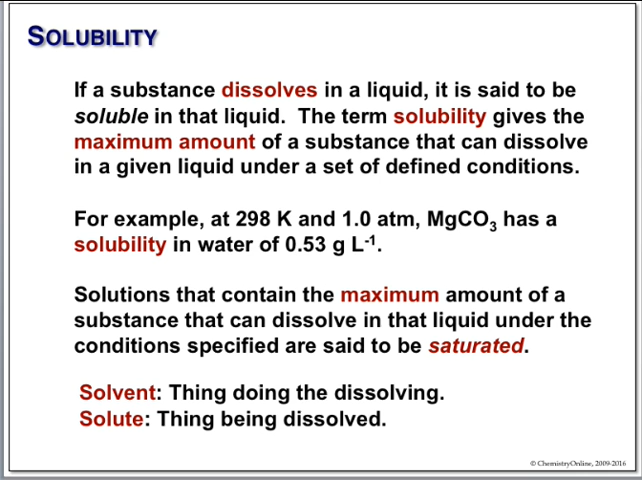 SOLUBILITY
If a substance dissolves in a liquid, it is said to be
soluble in that liquid. The term solubility gives the
maximum amount of a substance that can dissolve
in a given liquid under a set of defined conditions.
For example, at 298 K and 1.0 atm, MgCO₃ has a
solubility in water of 0.53 g L⁻¹.
Solutions that contain the maximum amount of a
substance that can dissolve in that liquid under the
conditions specified are said to be saturated.
Solvent: Thing doing the dissolving.
Solute: Thing being dissolved.
© ChemistryOnline, 2009-2016